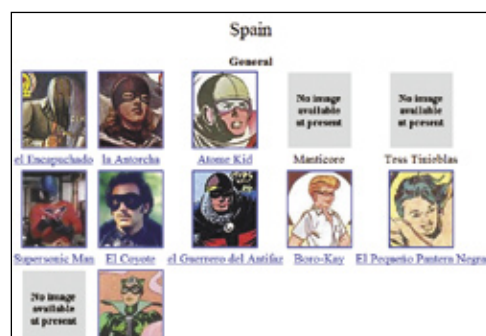 Spain
General
No image
available
at present
No image
available
at present
el Encapuchado
la Antorcha
Atome Kid
Manticore
Tess Tinieblas
Supersonic Man
El Coyote
el Guerrero del Antifaz
Boro-Kay
El Pequeño Pantera Negra
No image
available
at present